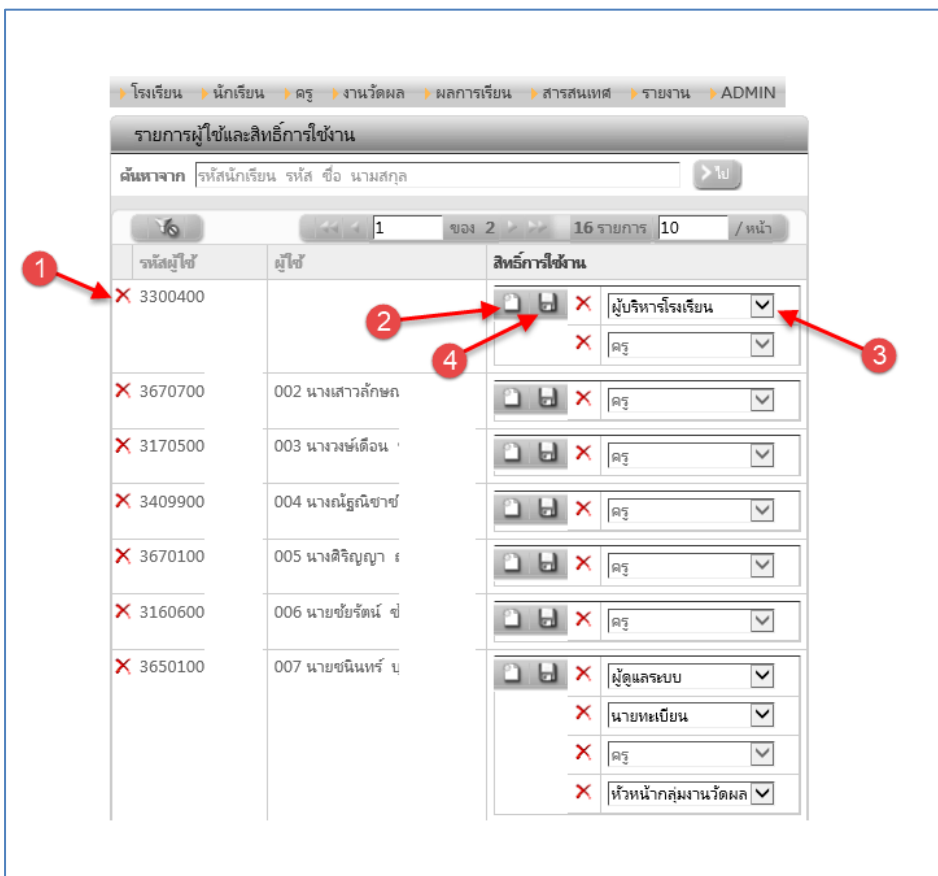 โรงเรียน นักเรียน ครู งานวัดผล ผลการเรียน สารสนเทศ รายงาน ADMIN
รายการผู้ใช้และสิทธิ์การใช้งาน
ค้นหาจาก รหัสนักเรียน รหัส ชื่อ นามสกุล ไป
1 ของ 2 16 รายการ 10 / หน้า
รหัสผู้ใช้ ผู้ใช้ สิทธิ์การใช้งาน
1
3300400 ผู้บริหารโรงเรียน
2
4 ครู 3
3670700 002 นางเสาวลักษณ ครู
3170500 003 นางวงษ์เดือน ครู
3409900 004 นางณัฐณิชาช์ ครู
3670100 005 นางศิริญญา ครู
3160600 006 นายชัยรัตน์ ครู
3650100 007 นายชนินทร์ ผู้ดูแลระบบ
นายทะเบียน
ครู
หัวหน้ากลุ่มงานวัดผล